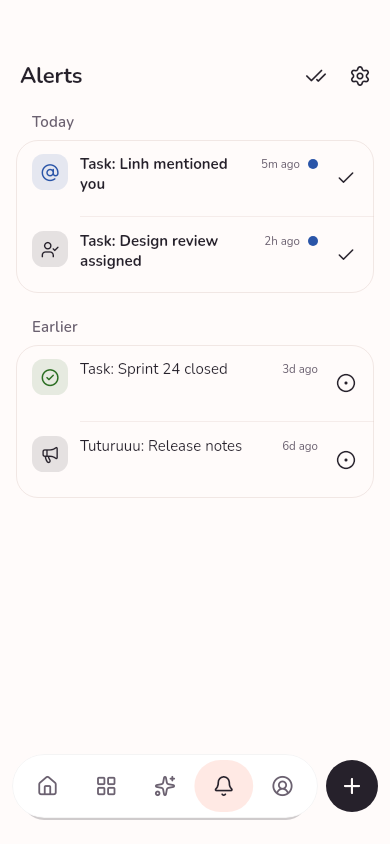 Alerts
Today
Task: Linh mentioned you
5m ago
Task: Design review assigned
2h ago
Earlier
Task: Sprint 24 closed
3d ago
Tuturuuu: Release notes
6d ago